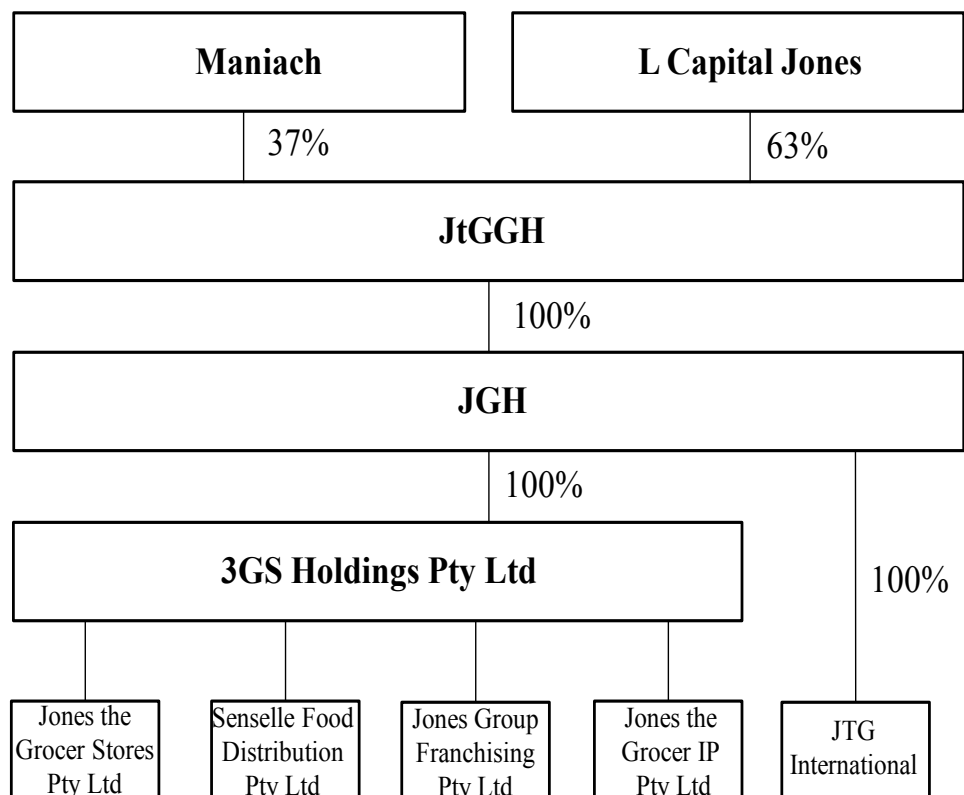 Maniach
L Capital Jones
37%
63%
JtGGH
100%
JGH
100%
3GS Holdings Pty Ltd
100%
Jones the
Grocer Stores
Pty Ltd
Senselle Food
Distribution
Pty Ltd
Jones Group
Franchising
Pty Ltd
Jones the
Grocer IP
Pty Ltd
JTG
International